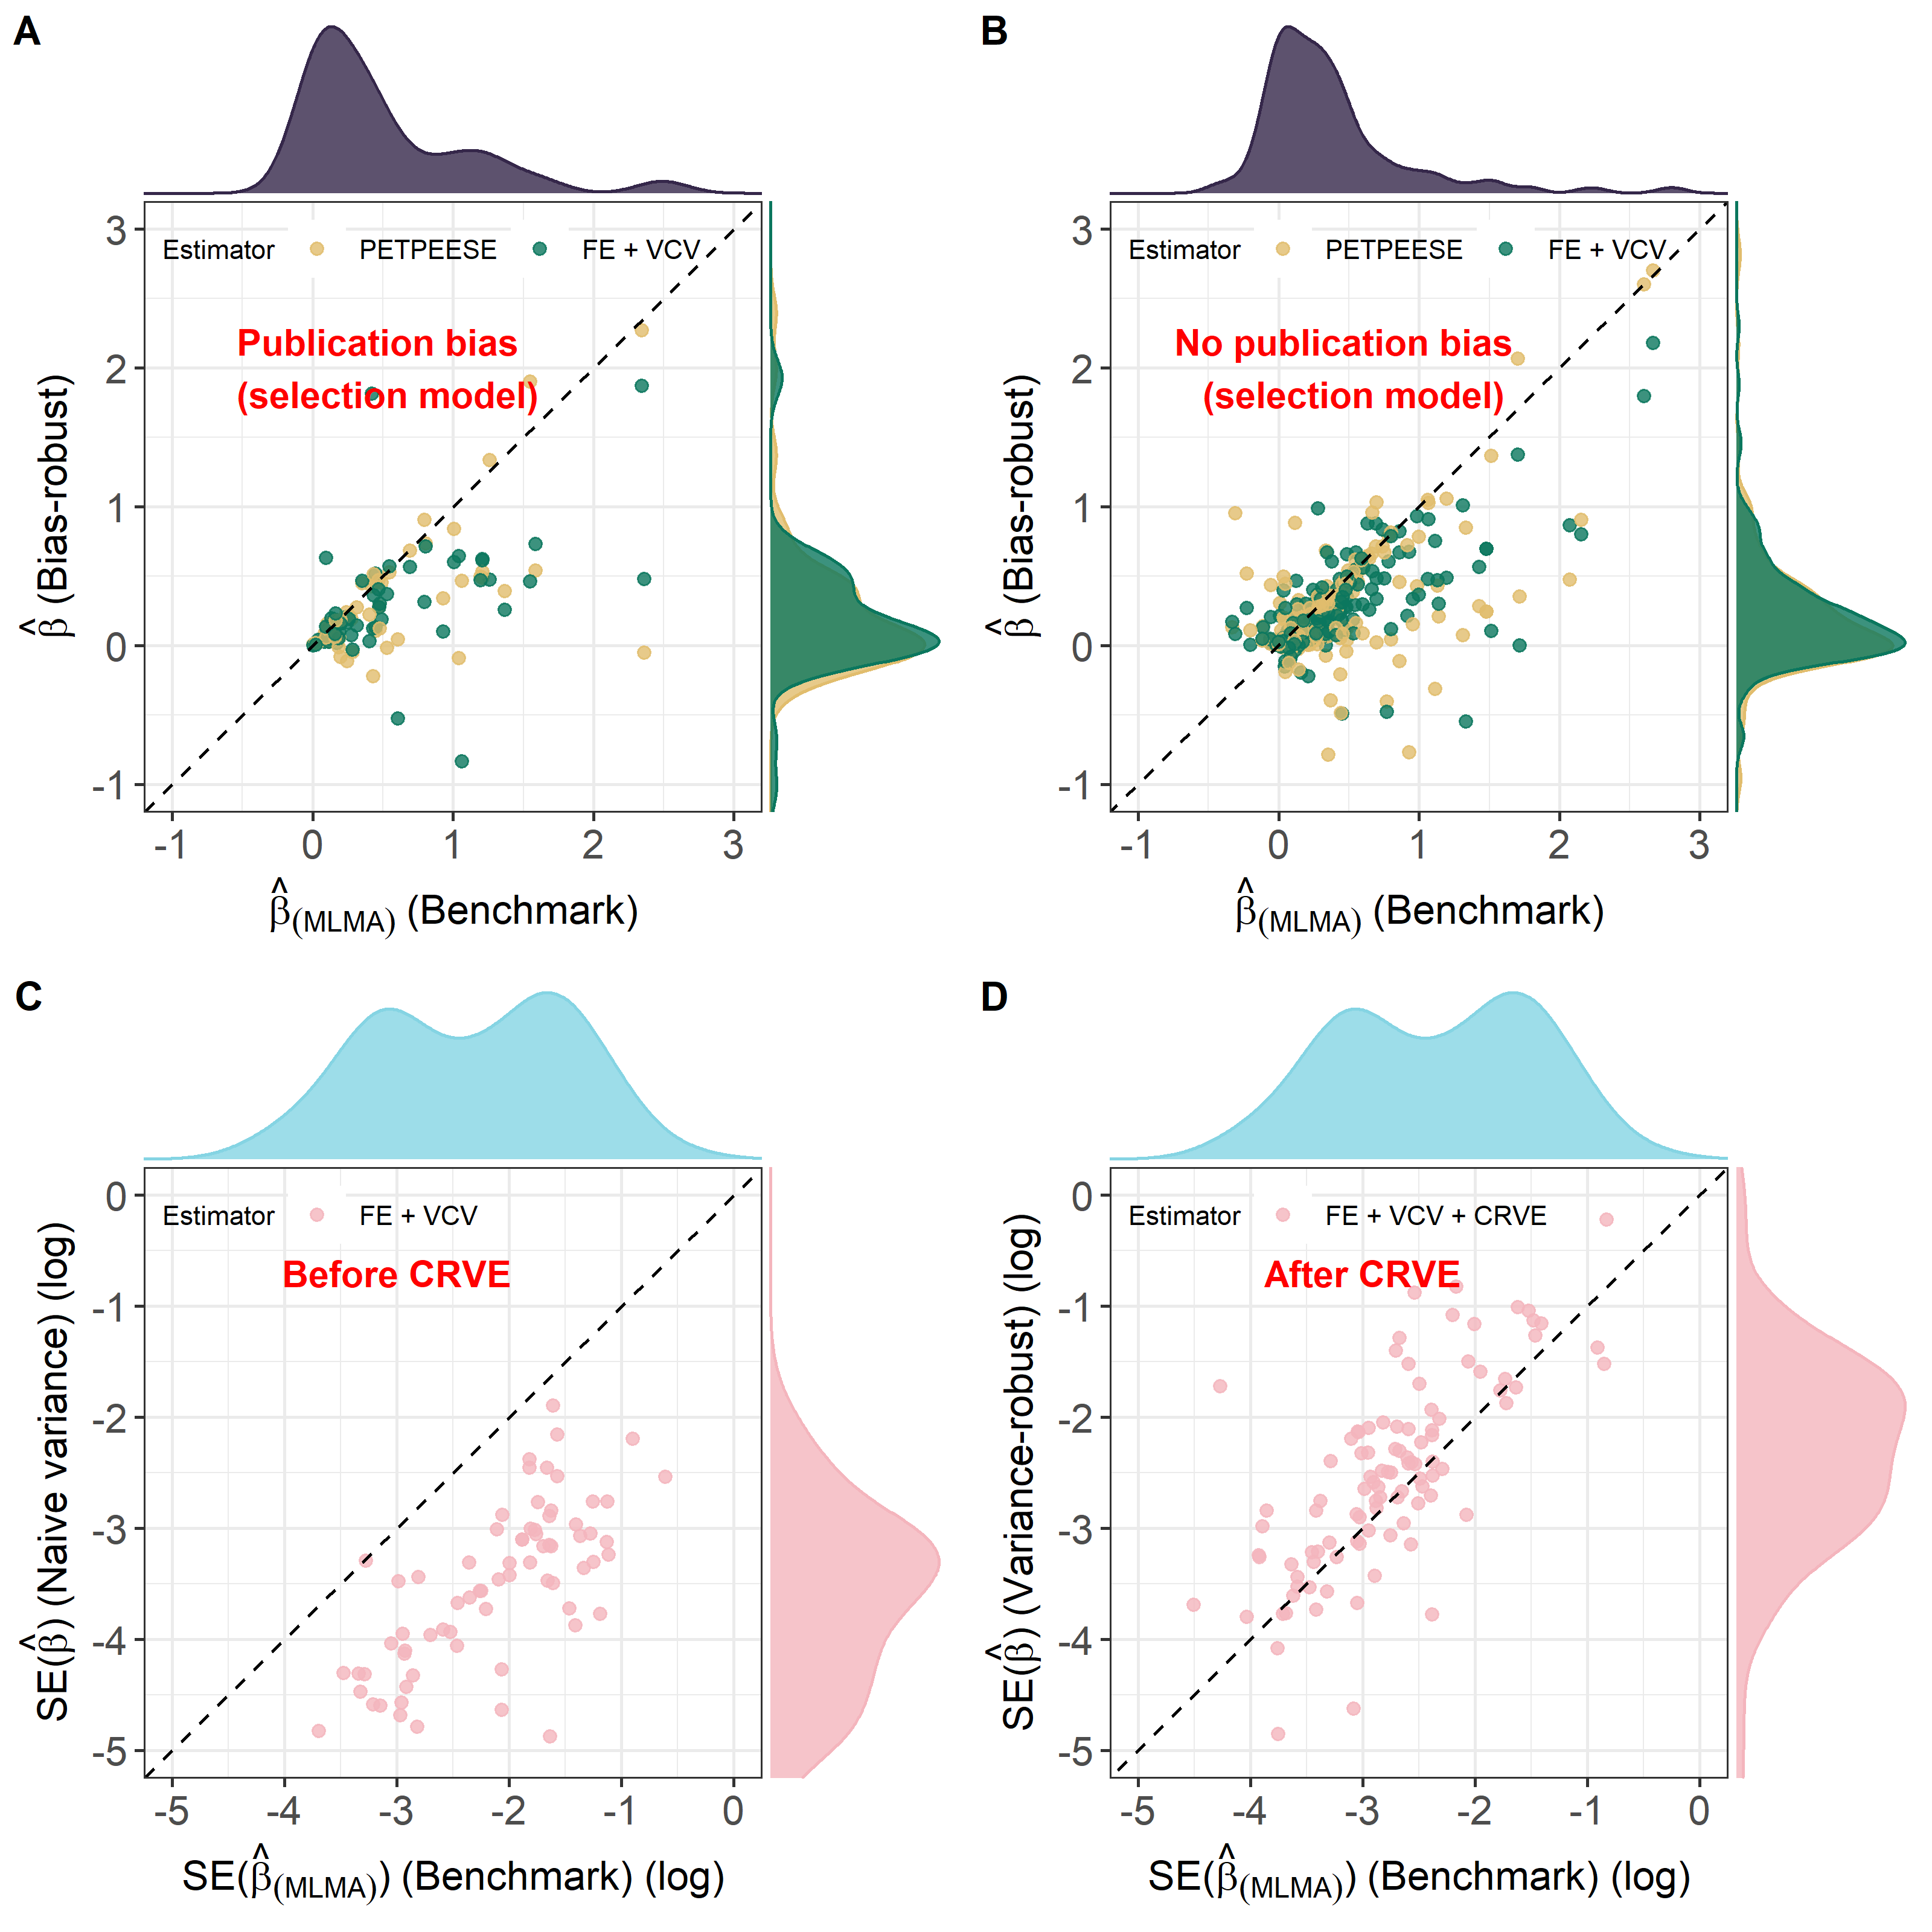 A
3
2
1
0
-1
Estimator PETPEESE FE + VCV
Publication bias
(selection model)
β̂ (Bias-robust)
-1 0 1 2 3
β̂(MLMA) (Benchmark)
B
3
2
1
0
-1
Estimator PETPEESE FE + VCV
No publication bias
(selection model)
β̂ (Bias-robust)
-1 0 1 2 3
β̂(MLMA) (Benchmark)
C
0
-1
-2
-3
-4
-5
Estimator FE + VCV
Before CRVE
SE(β̂) (Naive variance) (log)
-5 -4 -3 -2 -1 0
SE(β̂(MLMA)) (Benchmark) (log)
D
0
-1
-2
-3
-4
-5
Estimator FE + VCV + CRVE
After CRVE
SE(β̂) (Variance-robust) (log)
-5 -4 -3 -2 -1 0
SE(β̂(MLMA)) (Benchmark) (log)